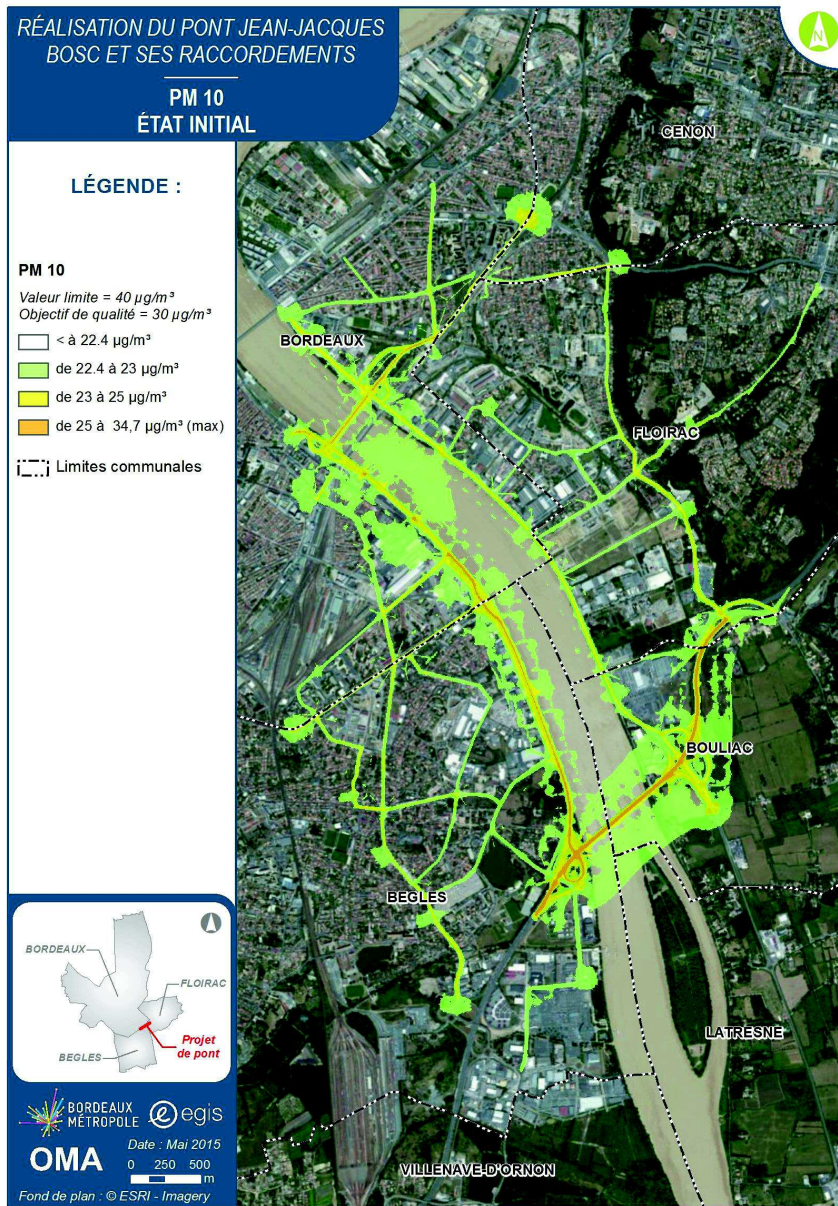 RÉALISATION DU PONT JEAN-JACQUES
BOSC ET SES RACCORDEMENTS
PM 10
ÉTAT INITIAL
N
LÉGENDE :
PM 10
Valeur limite = 40 µg/m³
Objectif de qualité = 30 µg/m³
< à 22.4 µg/m³
de 22.4 à 23 µg/m³
de 23 à 25 µg/m³
de 25 à 34,7 µg/m³ (max)
Limites communales
CENON
BORDEAUX
FLOIRAC
BOULIAC
BEGLES
LATRESNE
VILLENAVE-D'ORNON
BORDEAUX
FLOIRAC
BEGLES
Projet
de pont
BORDEAUX
MÉTROPOLE
egis
OMA
Date : Mai 2015
0 250 500
m
Fond de plan : © ESRI - Imagery